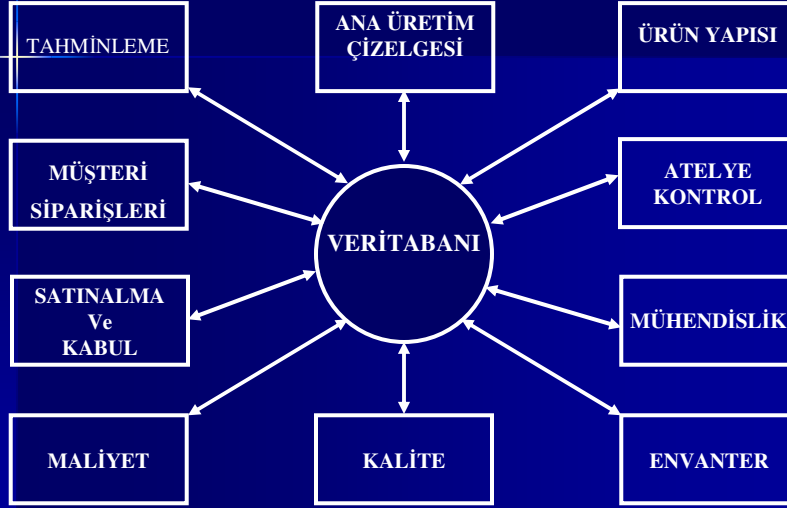 TAHMİNLEME
ANA ÜRETİM
ÇİZELGESİ
ÜRÜN YAPISI
MÜŞTERİ
SİPARİŞLERİ
ATELYE
KONTROL
VERİTABANI
SATINALMA
Ve
KABUL
MÜHENDİSLİK
MALİYET
KALİTE
ENVANTER